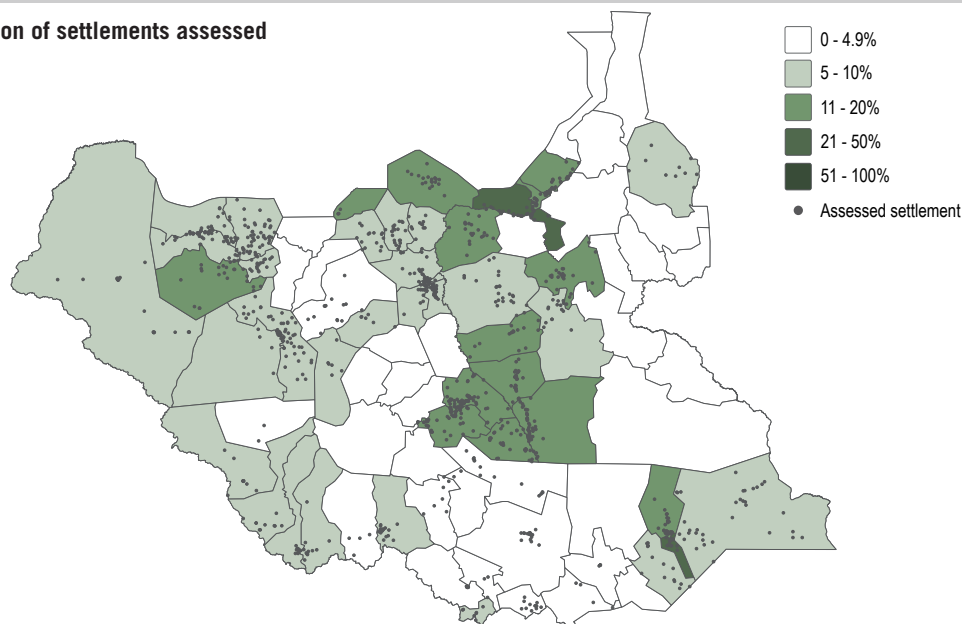 on of settlements assessed
0 - 4.9%
5 - 10%
11 - 20%
21 - 50%
51 - 100%
Assessed settlement